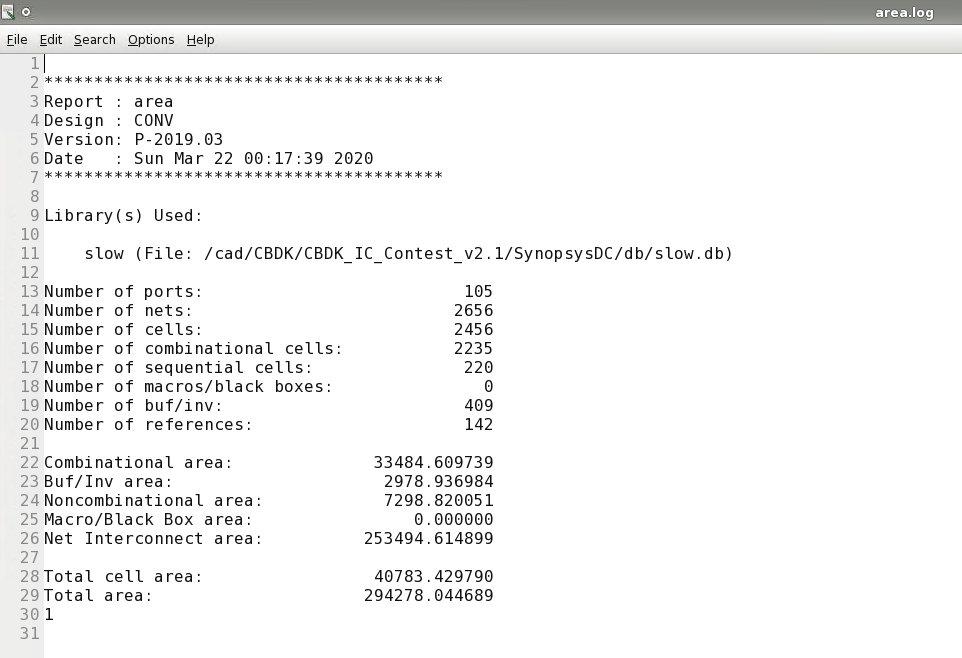 area.log
File Edit Search Options Help
1
2 ****************************************
3 Report : area
4 Design : CONV
5 Version: P-2019.03
6 Date   : Sun Mar 22 00:17:39 2020
7 ****************************************
8
9 Library(s) Used:
10
11     slow (File: /cad/CBDK/CBDK_IC_Contest_v2.1/SynopsysDC/db/slow.db)
12
13 Number of ports:                          105
14 Number of nets:                          2656
15 Number of cells:                         2456
16 Number of combinational cells:           2235
17 Number of sequential cells:               220
18 Number of macros/black boxes:               0
19 Number of buf/inv:                        409
20 Number of references:                     142
21
22 Combinational area:              33484.609739
23 Buf/Inv area:                     2978.936984
24 Noncombinational area:            7298.820051
25 Macro/Black Box area:                0.000000
26 Net Interconnect area:          253494.614899
27
28 Total cell area:                 40783.429790
29 Total area:                     294278.044689
30 1
31